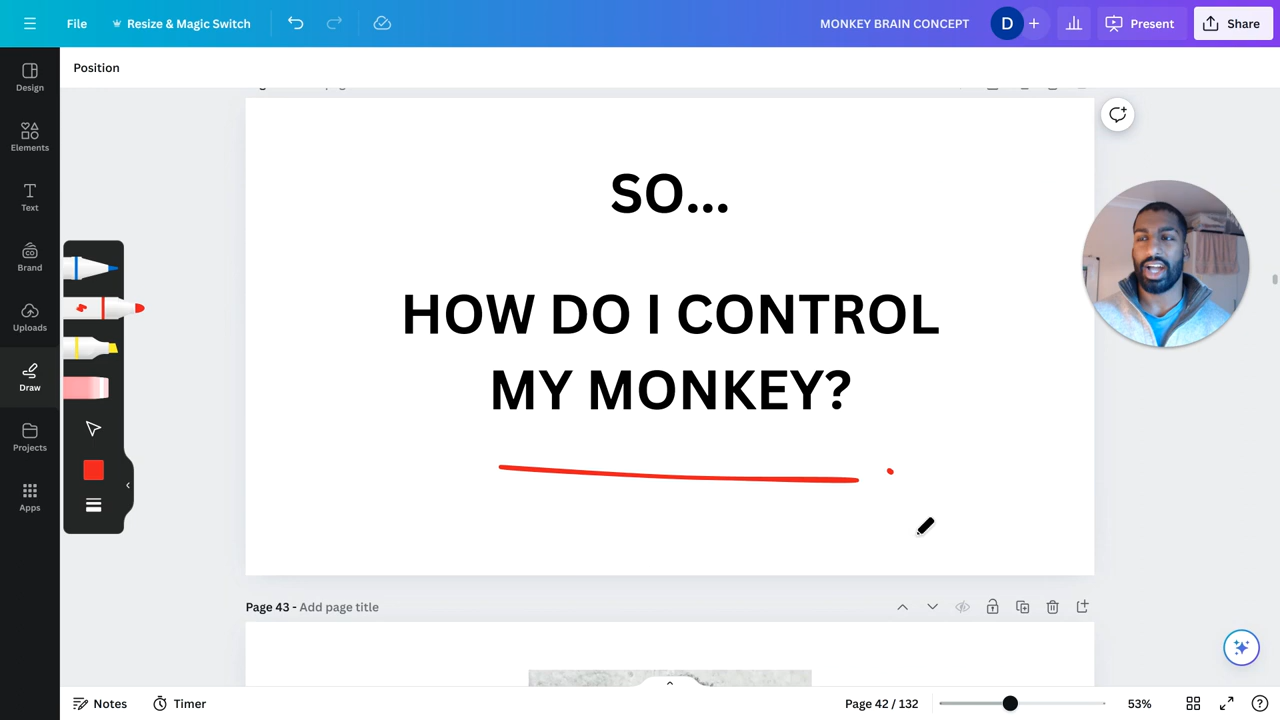 File
Resize & Magic Switch
MONKEY BRAIN CONCEPT
D
Present
Share
Position
Design
Elements
Text
Brand
Uploads
Draw
Projects
Apps
SO...
HOW DO I CONTROL
MY MONKEY?
Page 43 - Add page title
Notes
Timer
Page 42 / 132
53%